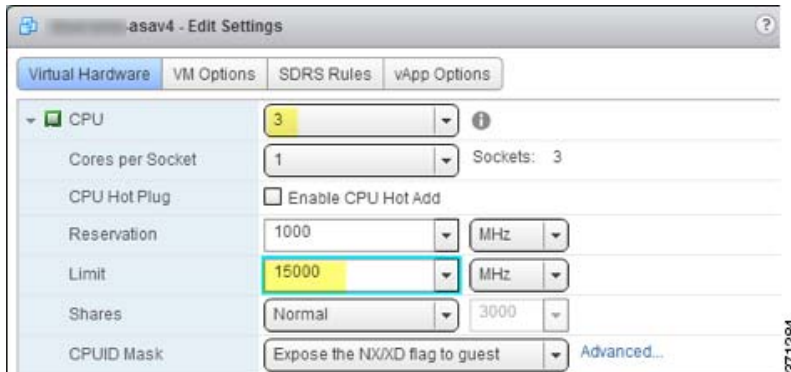 asav4 - Edit Settings ?
Virtual Hardware VM Options SDRS Rules vApp Options
CPU 3
Cores per Socket 1 Sockets: 3
CPU Hot Plug Enable CPU Hot Add
Reservation 1000 MHz
Limit 15000 MHz
Shares Normal 3000
CPUID Mask Expose the NX/XD flag to guest Advanced...